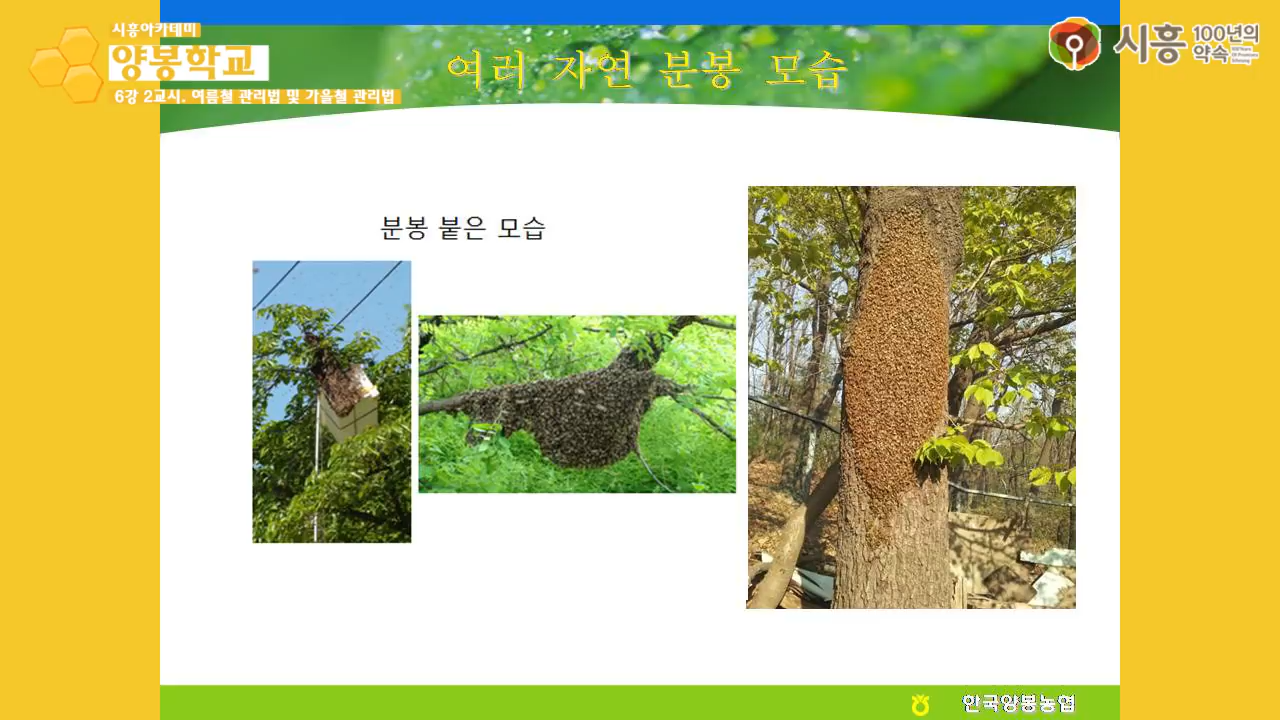 시흥아카데미
양봉학교
6강 2교시. 여름철 관리법 및 가을철 관리법
여러 자연 분봉 모습
시흥
100년의
약속
분봉 붙은 모습
한국양봉농협